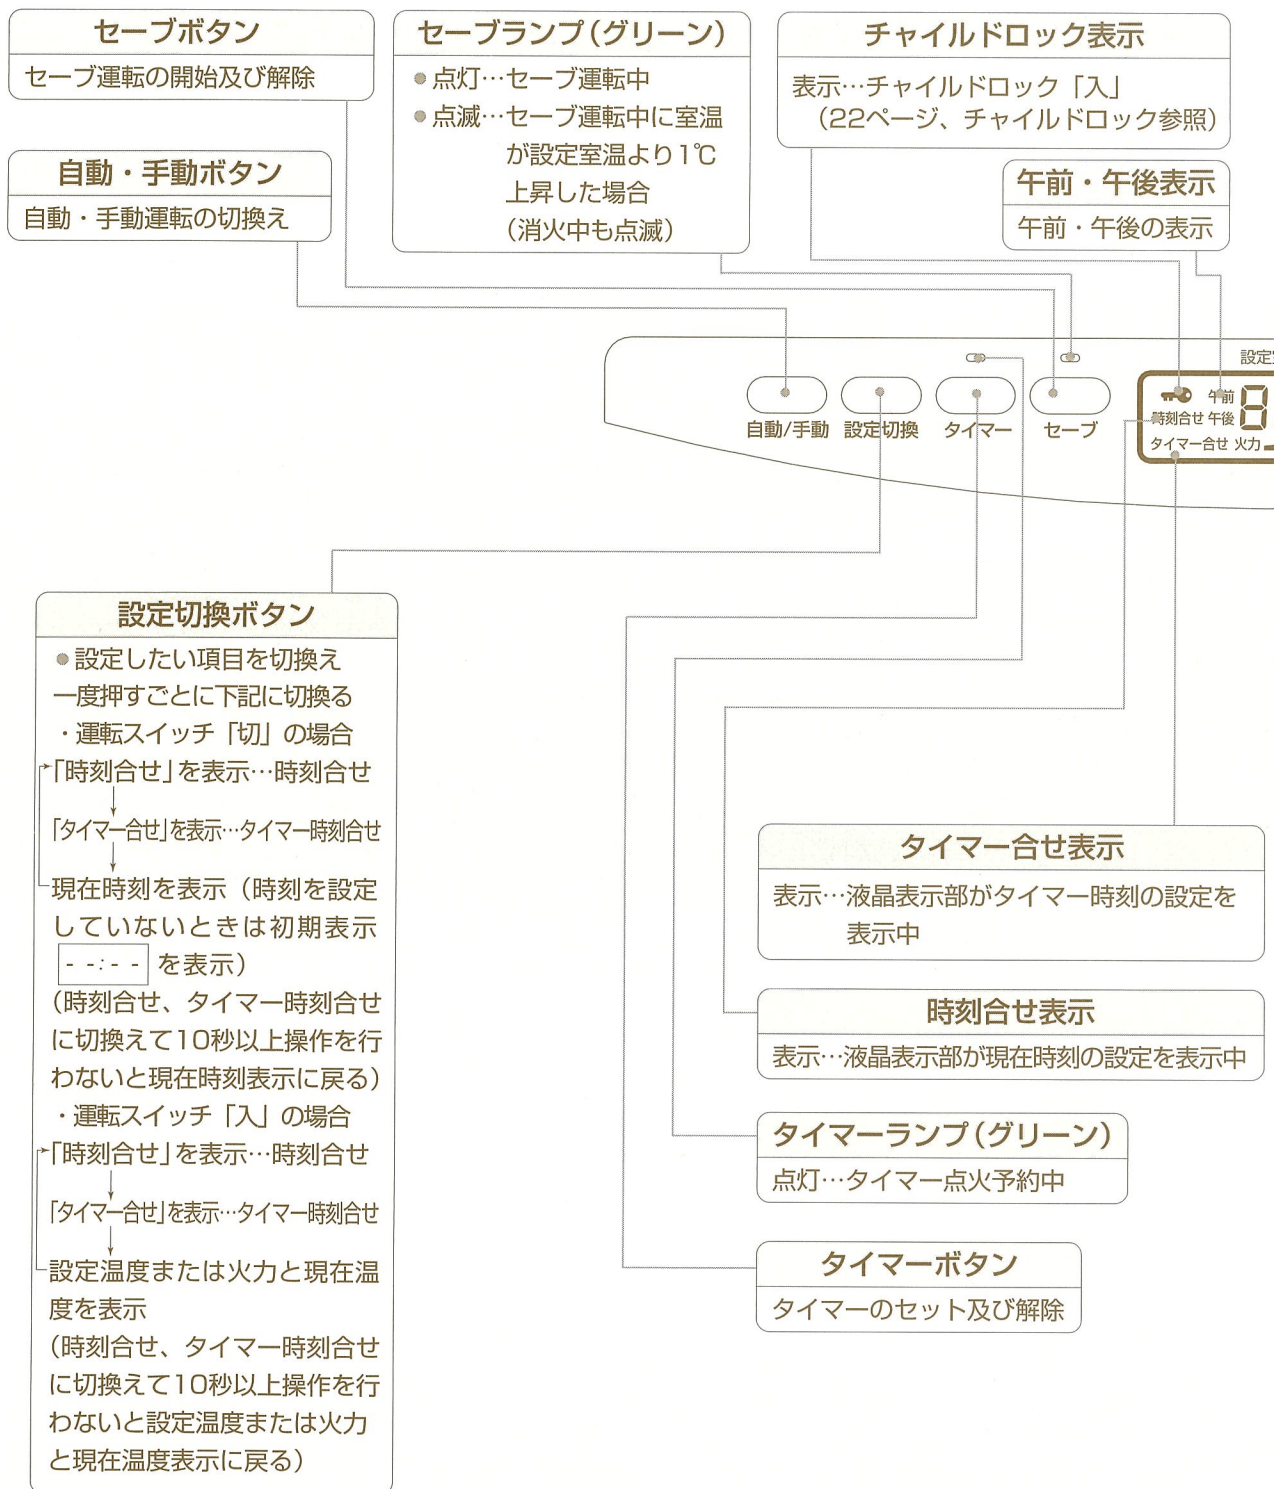 セーブボタン
セーブ運転の開始及び解除
セーブランプ(グリーン)
●点灯…セーブ運転中
●点滅…セーブ運転中に室温
が設定室温より1℃
上昇した場合
(消火中も点滅)
チャイルドロック表示
表示…チャイルドロック「入」
(22ページ、チャイルドロック参照)
自動・手動ボタン
自動・手動運転の切換え
午前・午後表示
午前・午後の表示
設定
自動/手動
設定切換
タイマー
セーブ
午前
時刻合せ 午後
8
タイマー合せ 火力
設定切換ボタン
●設定したい項目を切換え
一度押すごとに下記に切換る
・運転スイッチ「切」の場合
「時刻合せ」を表示…時刻合せ
「タイマー合せ」を表示…タイマー時刻合せ
現在時刻を表示(時刻を設定
していないときは初期表示
- -:- - を表示)
(時刻合せ、タイマー時刻合せ
に切換えて10秒以上操作を行
わないと現在時刻表示に戻る)
・運転スイッチ「入」の場合
「時刻合せ」を表示…時刻合せ
「タイマー合せ」を表示…タイマー時刻合せ
設定温度または火力と現在温
度を表示
(時刻合せ、タイマー時刻合せ
に切換えて10秒以上操作を行
わないと設定温度または火力
と現在温度表示に戻る)
タイマー合せ表示
表示…液晶表示部がタイマー時刻の設定を
表示中
時刻合せ表示
表示…液晶表示部が現在時刻の設定を表示中
タイマーランプ(グリーン)
点灯…タイマー点火予約中
タイマーボタン
タイマーのセット及び解除